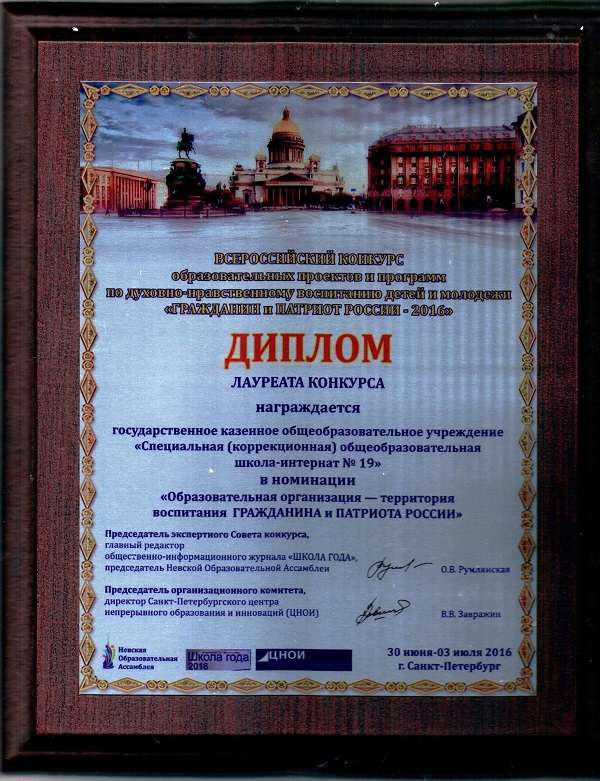 ВСЕРОССИЙСКИЙ КОНКУРС
образовательных проектов и программ
по духовно-нравственному воспитанию детей и молодежи
«ГРАЖДАНИН и ПАТРИОТ РОССИИ - 2016»
ДИПЛОМ
ЛАУРЕАТА КОНКУРСА
награждается
государственное казенное общеобразовательное учреждение
«Специальная (коррекционная) общеобразовательная
школа-интернат № 19»
в номинации
«Образовательная организация — территория
воспитания ГРАЖДАНИНА и ПАТРИОТА РОССИИ»
Председатель экспертного Совета конкурса,
главный редактор
общественно-информационного журнала «ШКОЛА ГОДА»,
председатель Невской Образовательной Ассамблеи
О.В. Румлянская
Председатель организационного комитета,
директор Санкт-Петербургского центра
непрерывного образования и инноваций (ЦНОИ)
В.В. Завражин
Невская
Образовательная
Ассамблея
Школа года
2016
ЦНОИ
30 июня-03 июля 2016
г. Санкт-Петербург